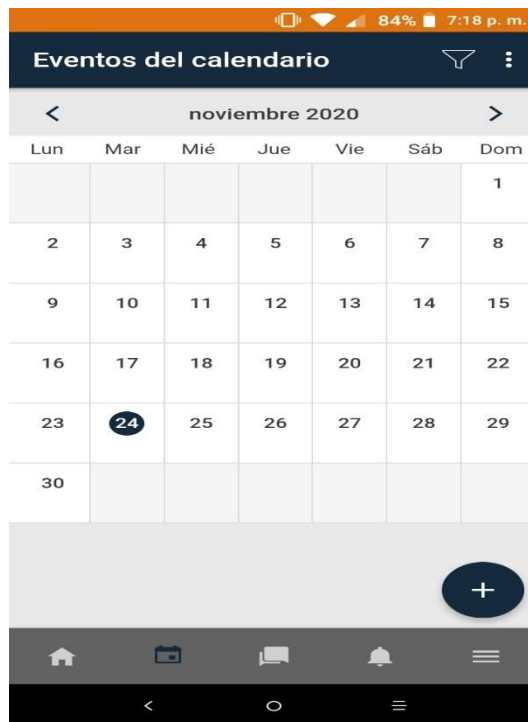 84% 7:18 p. m.
Eventos del calendario
noviembre 2020
Lun Mar Mié Jue Vie Sáb Dom
1
2 3 4 5 6 7 8
9 10 11 12 13 14 15
16 17 18 19 20 21 22
23 24 25 26 27 28 29
30